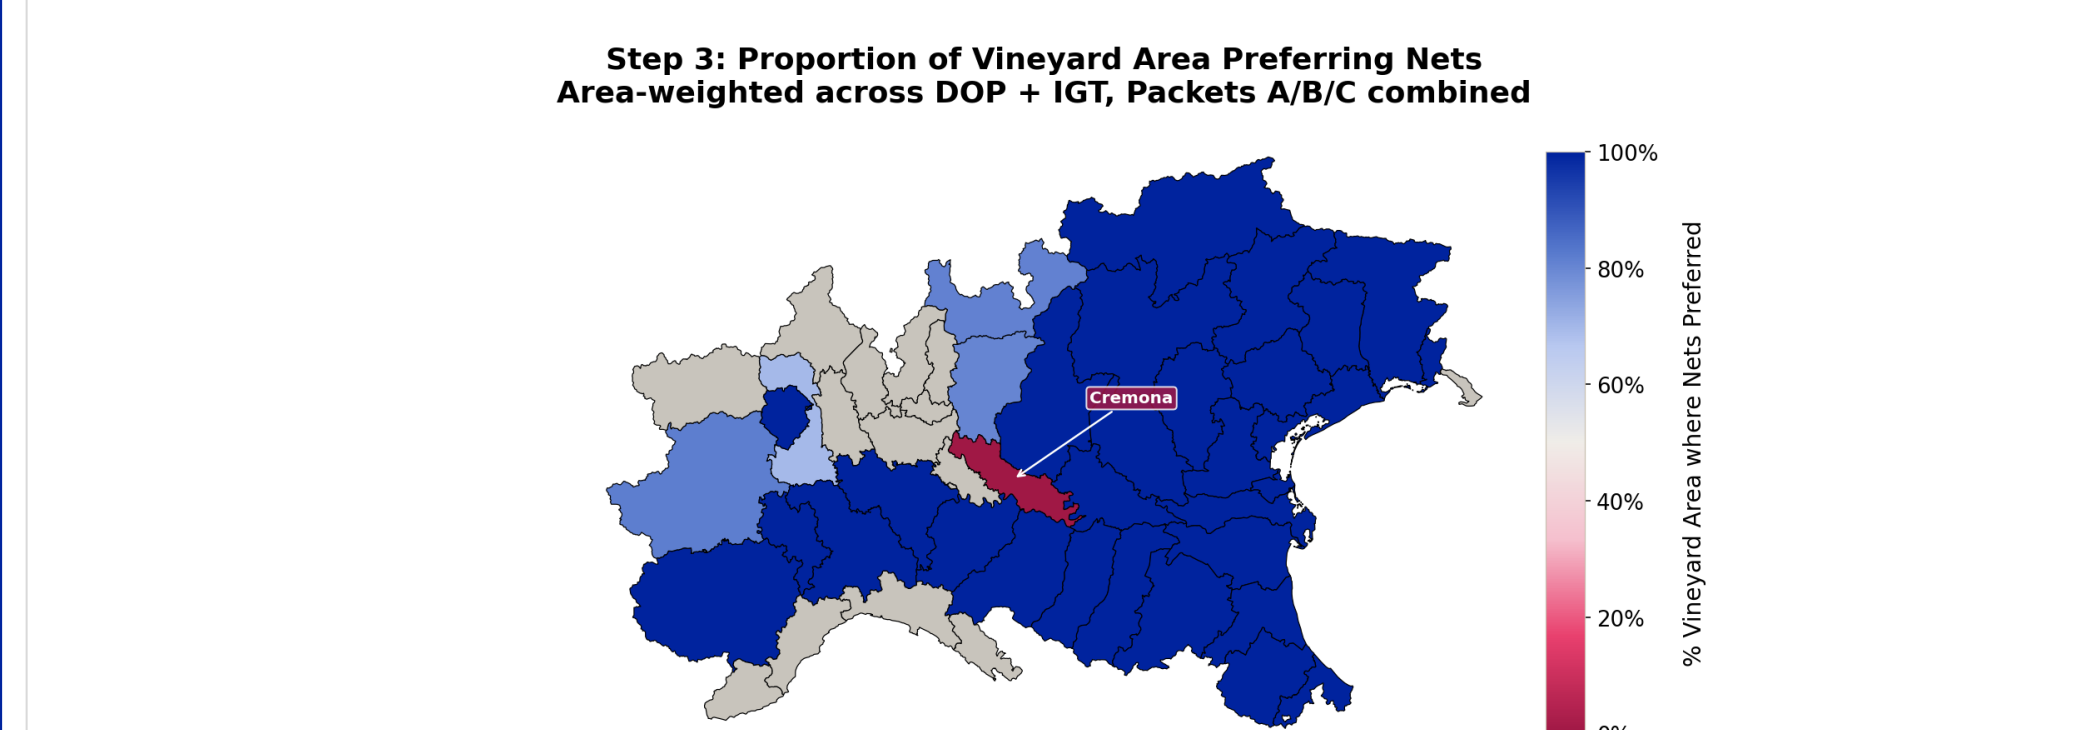 Step 3: Proportion of Vineyard Area Preferring Nets
Area-weighted across DOP + IGT, Packets A/B/C combined
100%
80%
60%
40%
20%
% Vineyard Area where Nets Preferred
Cremona